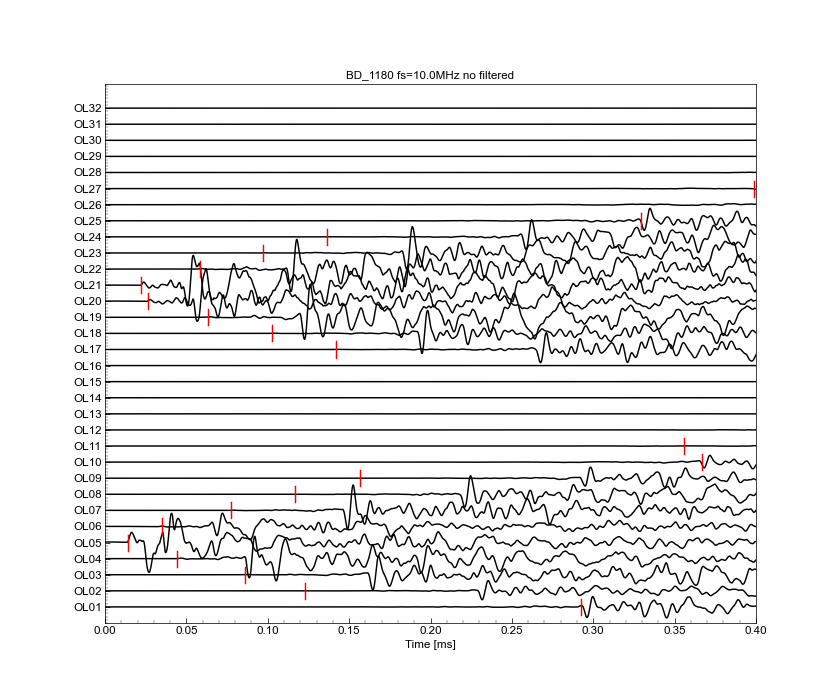 BD_1180 fs=10.0MHz no filtered
OL32
OL31
OL30
OL29
OL28
OL27
OL26
OL25
OL24
OL23
OL22
OL21
OL20
OL19
OL18
OL17
OL16
OL15
OL14
OL13
OL12
OL11
OL10
OL09
OL08
OL07
OL06
OL05
OL04
OL03
OL02
OL01
0.00 0.05 0.10 0.15 0.20 0.25 0.30 0.35 0.40
Time [ms]